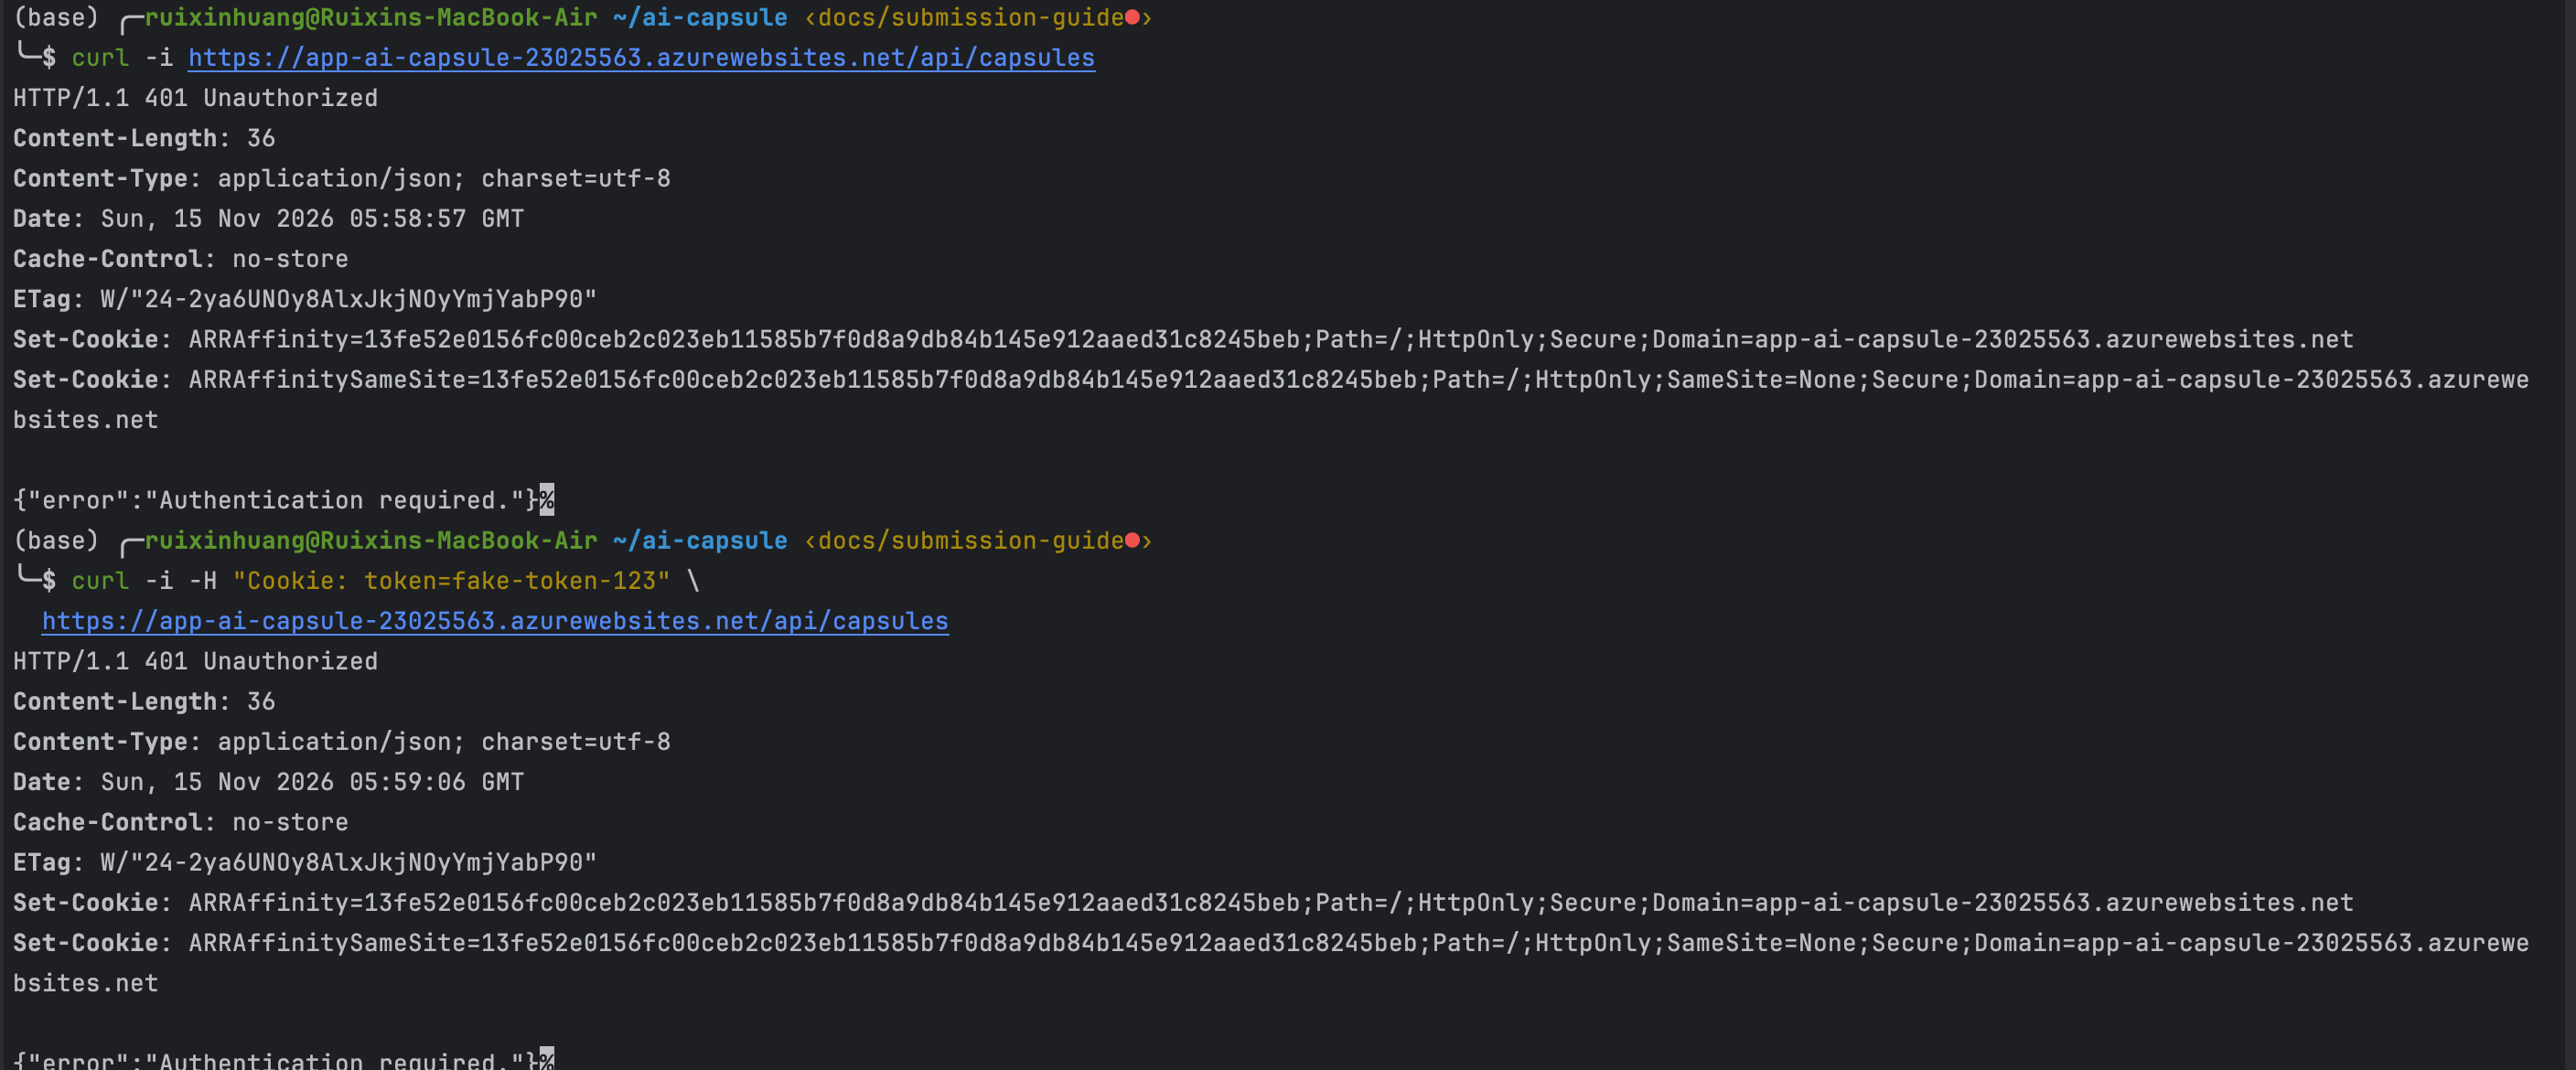 (base) ╭─ruixinhuang@Ruixins-MacBook-Air ~/ai-capsule ‹docs/submission-guide●›
╰─$ curl -i https://app-ai-capsule-23025563.azurewebsites.net/api/capsules
HTTP/1.1 401 Unauthorized
Content-Length: 36
Content-Type: application/json; charset=utf-8
Date: Sun, 15 Nov 2026 05:58:57 GMT
Cache-Control: no-store
ETag: W/"24-2ya6UNOy8AlxJkjNOyYmjYabP90"
Set-Cookie: ARRAffinity=13fe52e0156fc00ceb2c023eb11585b7f0d8a9db84b145e912aaed31c8245beb;Path=/;HttpOnly;Secure;Domain=app-ai-capsule-23025563.azurewebsites.net
Set-Cookie: ARRAffinitySameSite=13fe52e0156fc00ceb2c023eb11585b7f0d8a9db84b145e912aaed31c8245beb;Path=/;HttpOnly;SameSite=None;Secure;Domain=app-ai-capsule-23025563.azurewe
bsites.net
{"error":"Authentication required."}%
(base) ╭─ruixinhuang@Ruixins-MacBook-Air ~/ai-capsule ‹docs/submission-guide●›
╰─$ curl -i -H "Cookie: token=fake-token-123" \
https://app-ai-capsule-23025563.azurewebsites.net/api/capsules
HTTP/1.1 401 Unauthorized
Content-Length: 36
Content-Type: application/json; charset=utf-8
Date: Sun, 15 Nov 2026 05:59:06 GMT
Cache-Control: no-store
ETag: W/"24-2ya6UNOy8AlxJkjNOyYmjYabP90"
Set-Cookie: ARRAffinity=13fe52e0156fc00ceb2c023eb11585b7f0d8a9db84b145e912aaed31c8245beb;Path=/;HttpOnly;Secure;Domain=app-ai-capsule-23025563.azurewebsites.net
Set-Cookie: ARRAffinitySameSite=13fe52e0156fc00ceb2c023eb11585b7f0d8a9db84b145e912aaed31c8245beb;Path=/;HttpOnly;SameSite=None;Secure;Domain=app-ai-capsule-23025563.azurewe
bsites.net
{"error":"Authentication required."}%